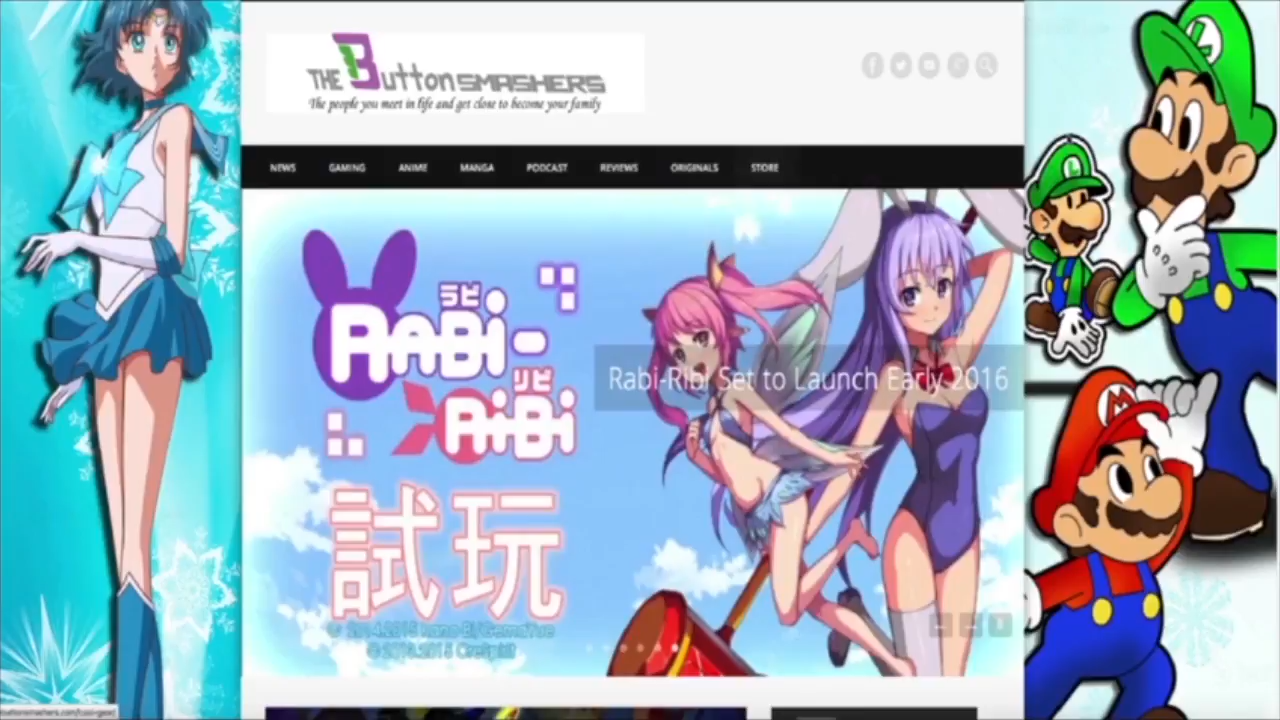 THE Button SMASHERS
The people you meet in life and get close to become your family
NEWS GAMING ANIME MANGA PODCAST REVIEWS ORIGINALS STORE
ラビ
RABi-
リビ
RiBi
Rabi-Ribi Set to Launch Early 2016
試玩
L
L
M